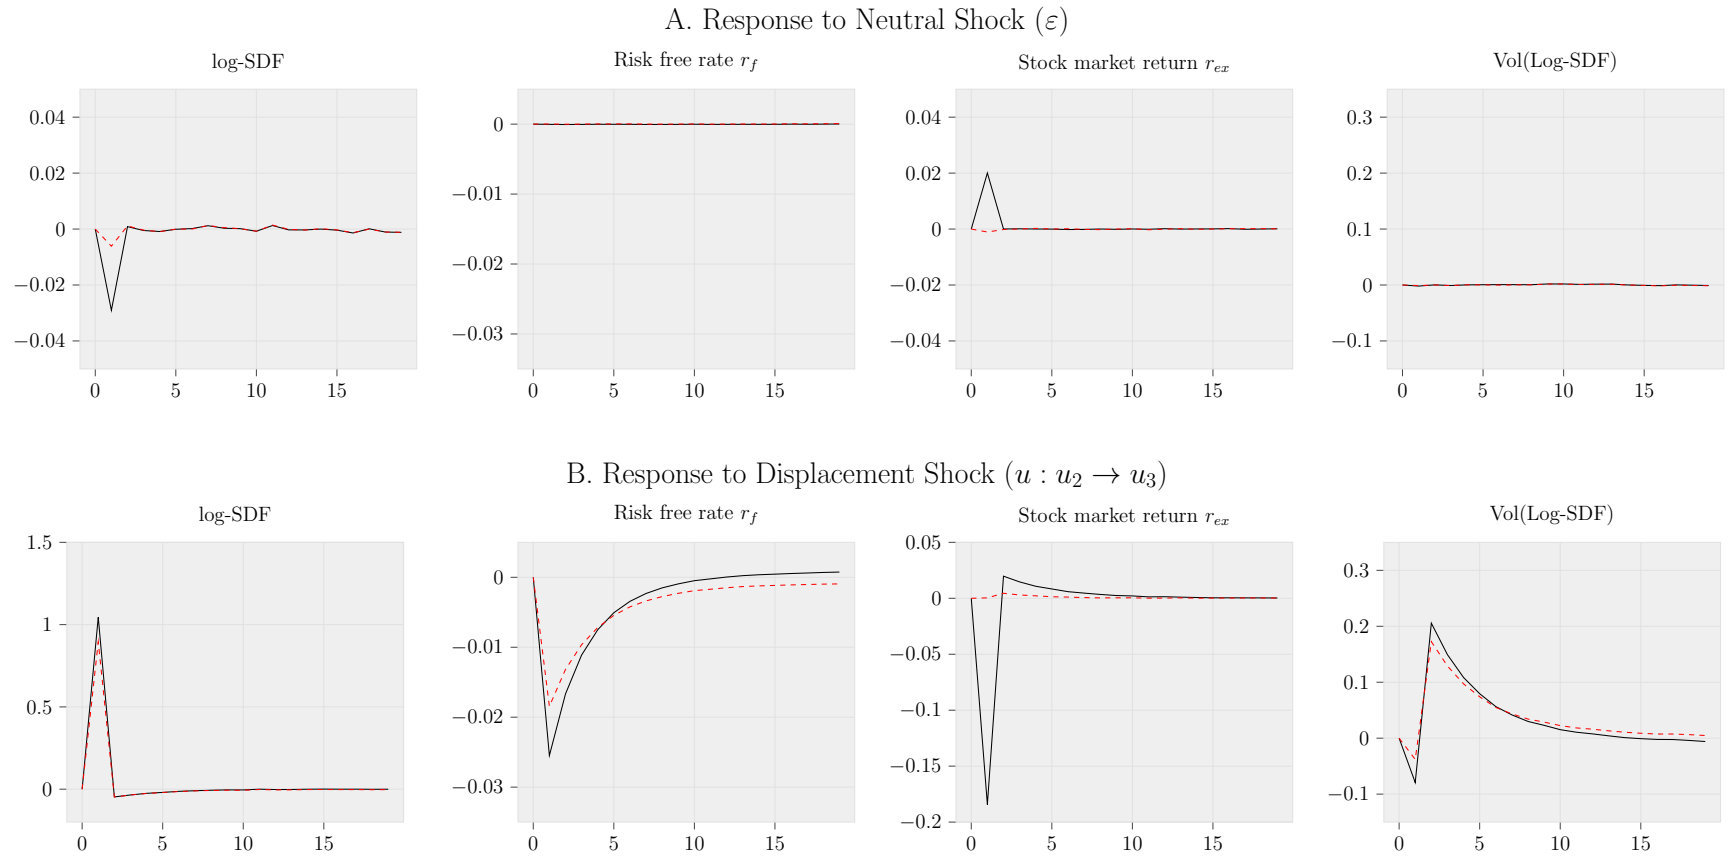 A. Response to Neutral Shock (ε)
log-SDF
Risk free rate r_f
Stock market return r_ex
Vol(Log-SDF)
0.04
0.02
0
−0.02
−0.04
0 5 10 15
0
−0.01
−0.02
−0.03
0 5 10 15
0.04
0.02
0
−0.02
−0.04
0 5 10 15
0.3
0.2
0.1
0
−0.1
0 5 10 15
B. Response to Displacement Shock (u : u₂ → u₃)
log-SDF
Risk free rate r_f
Stock market return r_ex
Vol(Log-SDF)
1.5
1
0.5
0
0 5 10 15
0
−0.01
−0.02
−0.03
0 5 10 15
0.05
0
−0.05
−0.1
−0.15
−0.2
0 5 10 15
0.3
0.2
0.1
0
−0.1
0 5 10 15